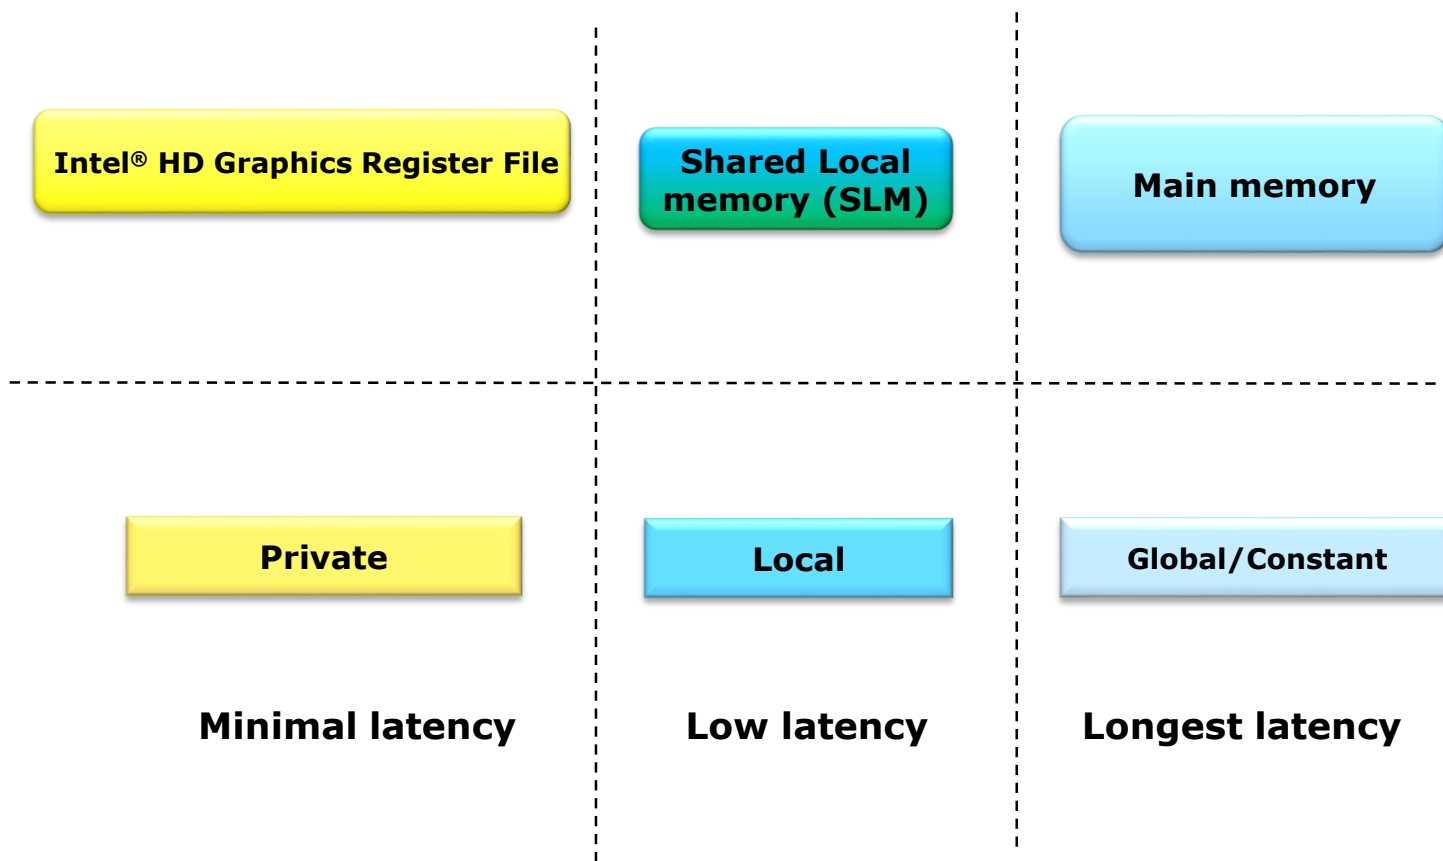 Intel® HD Graphics Register File
Shared Local
memory (SLM)
Main memory
Private
Local
Global/Constant
Minimal latency
Low latency
Longest latency